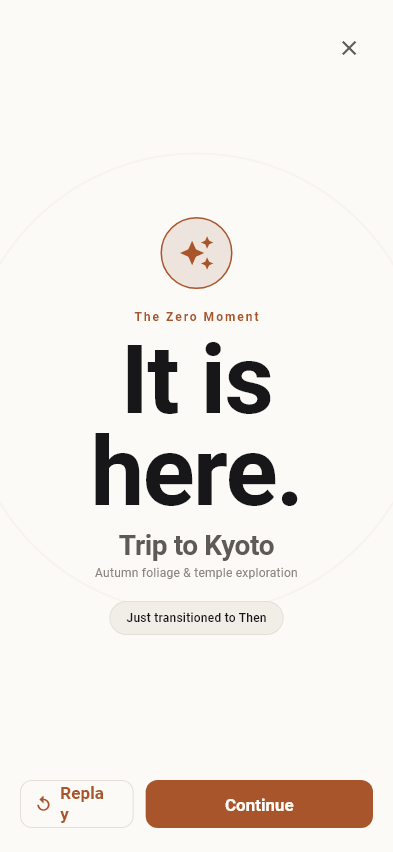 The Zero Moment
It is
here.
Trip to Kyoto
Autumn foliage & temple exploration
Just transitioned to Then
Repla
y
Continue